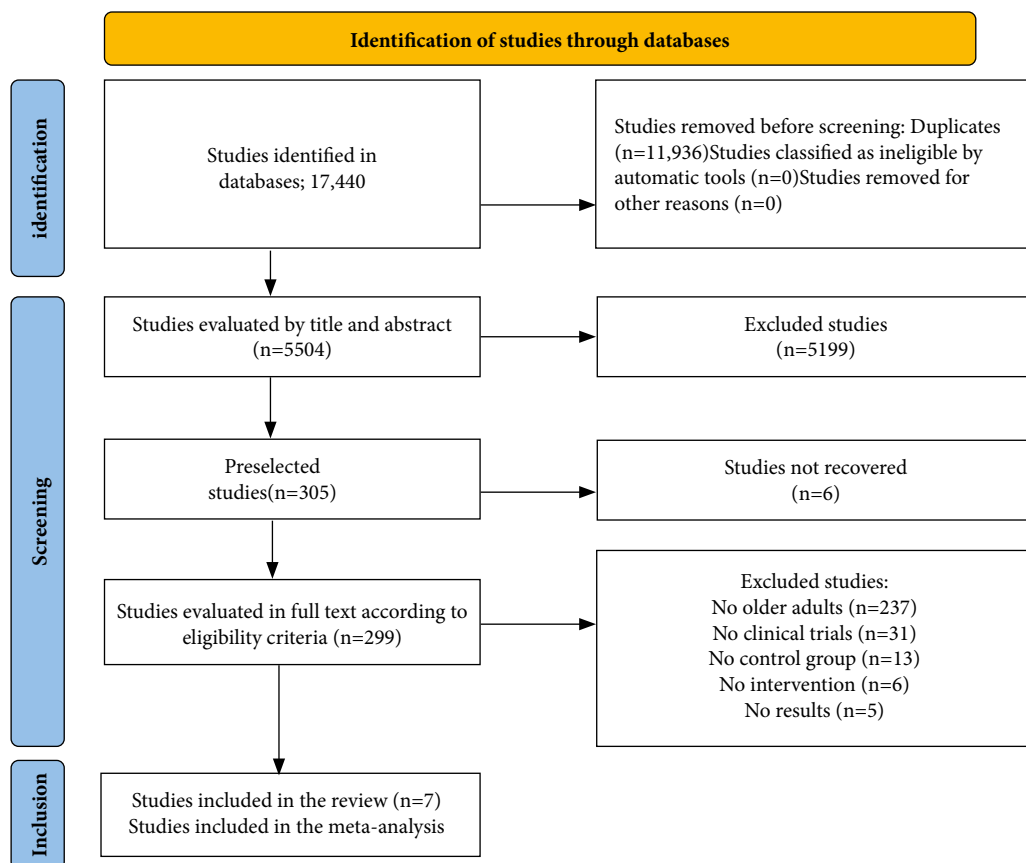 Identification of studies through databases
identification
Studies identified in
databases; 17,440
Studies removed before screening: Duplicates
(n=11,936)Studies classified as ineligible by
automatic tools (n=0)Studies removed for
other reasons (n=0)
Screening
Studies evaluated by title and abstract
(n=5504)
Excluded studies
(n=5199)
Preselected
studies(n=305)
Studies not recovered
(n=6)
Studies evaluated in full text according to
eligibility criteria (n=299)
Excluded studies:
No older adults (n=237)
No clinical trials (n=31)
No control group (n=13)
No intervention (n=6)
No results (n=5)
Inclusion
Studies included in the review (n=7)
Studies included in the meta-analysis